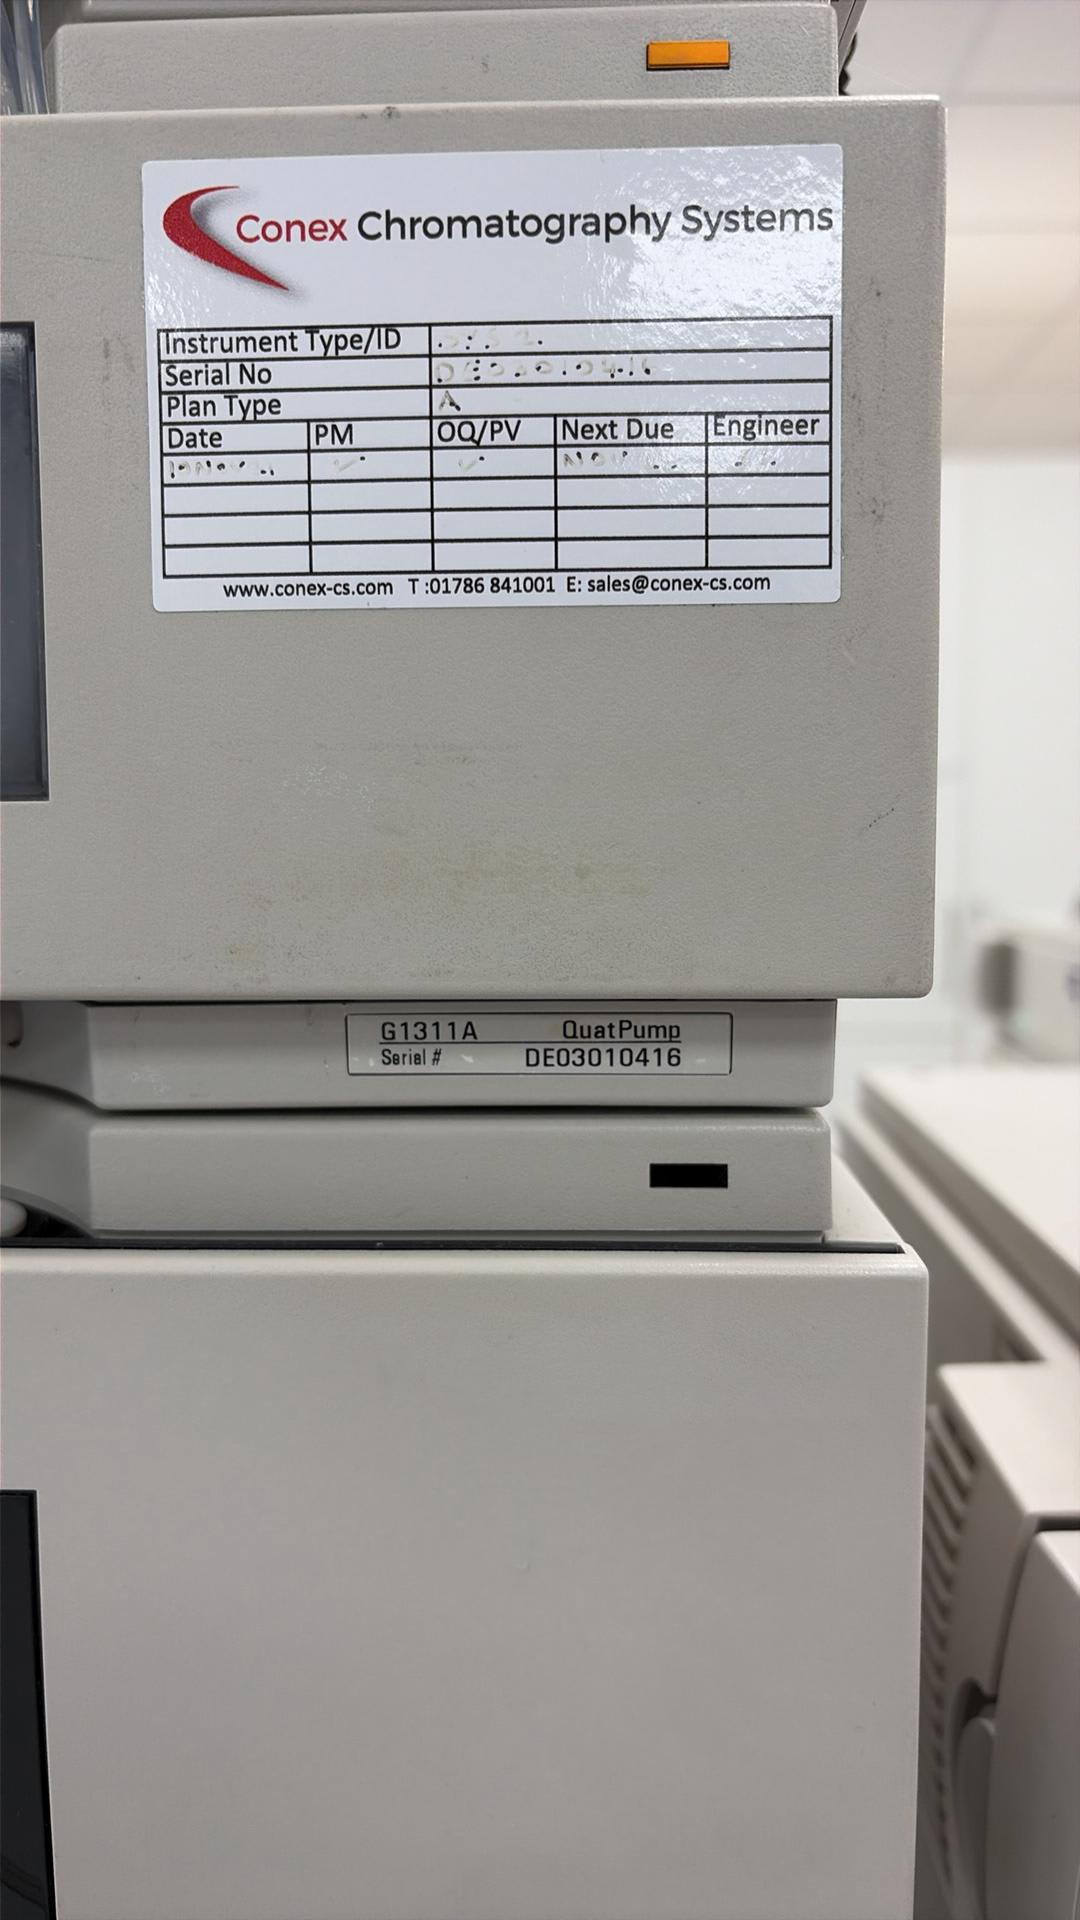 Conex Chromatography Systems
Instrument Type/ID
Serial No
Plan Type A
Date PM OQ/PV Next Due Engineer
www.conex-cs.com T :01786 841001 E: sales@conex-cs.com
G1311A QuatPump
Serial # DE03010416